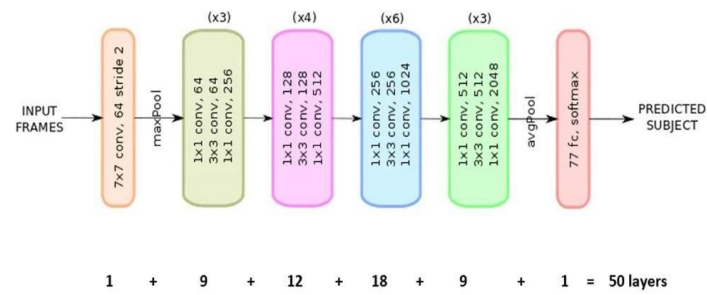 (x3)
(x4)
(x6)
(x3)
INPUT
FRAMES
7x7 conv, 64 stride 2
maxPool
1x1 conv, 64
3x3 conv, 64
1x1 conv, 256
1x1 conv, 128
3x3 conv, 128
1x1 conv, 512
1x1 conv, 256
3x3 conv, 256
1x1 conv, 1024
1x1 conv, 512
3x3 conv, 512
1x1 conv, 2048
avgPool
77 fc, softmax
PREDICTED
SUBJECT
1 + 9 + 12 + 18 + 9 + 1 = 50 layers